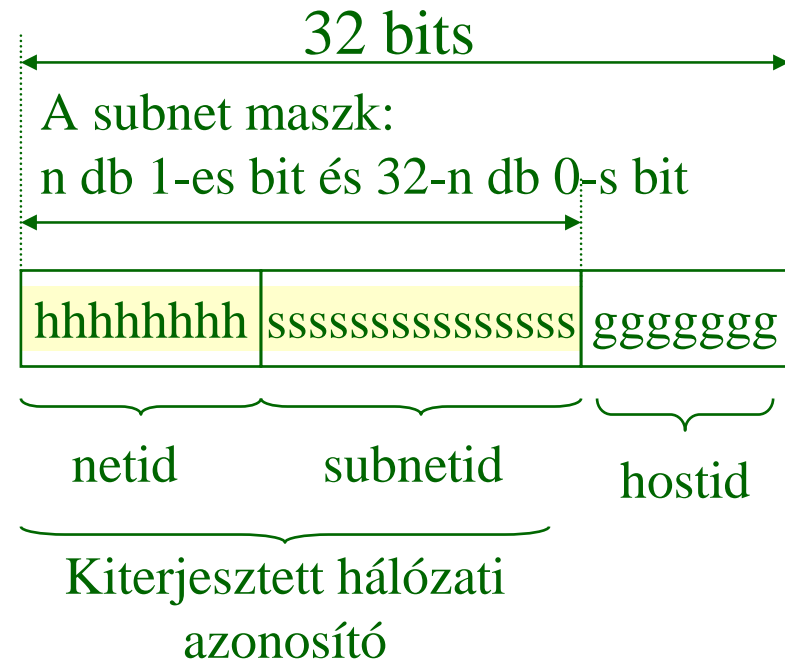 32 bits
A subnet maszk:
n db 1-es bit és 32-n db 0-s bit
hhhhhhhh sssssssssssssss ggggggg
netid subnetid hostid
Kiterjesztett hálózati
azonosító